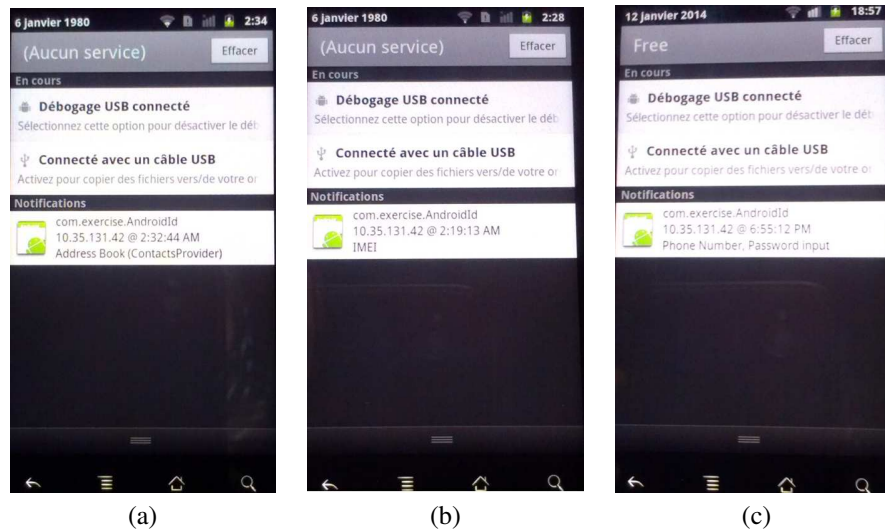 6 janvier 1980 2:34
(Aucun service) Effacer
En cours
Débogage USB connecté
Sélectionnez cette option pour désactiver le déb
Connecté avec un câble USB
Activez pour copier des fichiers vers/de votre or
Notifications
com.exercise.AndroidId
10.35.131.42 @ 2:32:44 AM
Address Book (ContactsProvider)
(a)
6 janvier 1980 2:28
(Aucun service) Effacer
En cours
Débogage USB connecté
Sélectionnez cette option pour désactiver le déb
Connecté avec un câble USB
Activez pour copier des fichiers vers/de votre or
Notifications
com.exercise.AndroidId
10.35.131.42 @ 2:19:13 AM
IMEI
(b)
12 janvier 2014 18:57
Free Effacer
En cours
Débogage USB connecté
Sélectionnez cette option pour désactiver le dét
Connecté avec un câble USB
Activez pour copier des fichiers vers/de votre or
Notifications
com.exercise.AndroidId
10.35.131.42 @ 6:55:12 PM
Phone Number, Password input
(c)